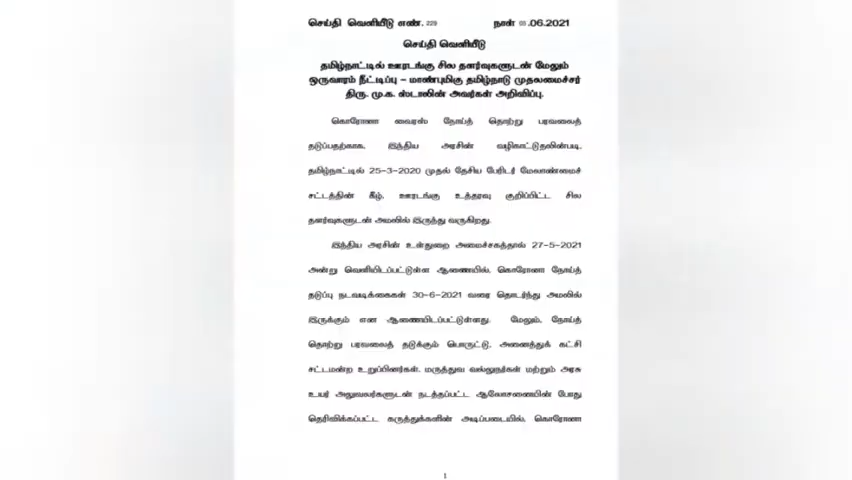 செய்தி வெளியீடு எண். 229 நாள் 05 .06.2021
செய்தி வெளியீடு
தமிழ்நாட்டில் ஊரடங்கு சில தளர்வுகளுடன் மேலும்
ஒருவாரம் நீட்டிப்பு – மாண்புமிகு தமிழ்நாடு முதலமைச்சர்
திரு. மு.க. ஸ்டாலின் அவர்கள் அறிவிப்பு.
கொரோனா வைரஸ் நோய்த் தொற்று பரவலைத்
தடுப்பதற்காக, இந்திய அரசின் வழிகாட்டுதலின்படி,
தமிழ்நாட்டில் 25-3-2020 முதல் தேசிய பேரிடர் மேலாண்மைச்
சட்டத்தின் கீழ், ஊரடங்கு உத்தரவு குறிப்பிட்ட சில
தளர்வுகளுடன் அமலில் இருந்து வருகிறது.
இந்திய அரசின் உள்துறை அமைச்சகத்தால் 27-5-2021
அன்று வெளியிடப்பட்டுள்ள ஆணையில், கொரோனா நோய்த்
தடுப்பு நடவடிக்கைகள் 30-6-2021 வரை தொடர்ந்து அமலில்
இருக்கும் என ஆணையிடப்பட்டுள்ளது. மேலும், நோய்த்
தொற்று பரவலைத் தடுக்கும் பொருட்டு, அனைத்துக் கட்சி
சட்டமன்ற உறுப்பினர்கள், மருத்துவ வல்லுநர்கள் மற்றும் அரசு
உயர் அலுவலர்களுடன் நடத்தப்பட்ட ஆலோசனையின் போது
தெரிவிக்கப்பட்ட கருத்துக்களின் அடிப்படையில், கொரோனா
1